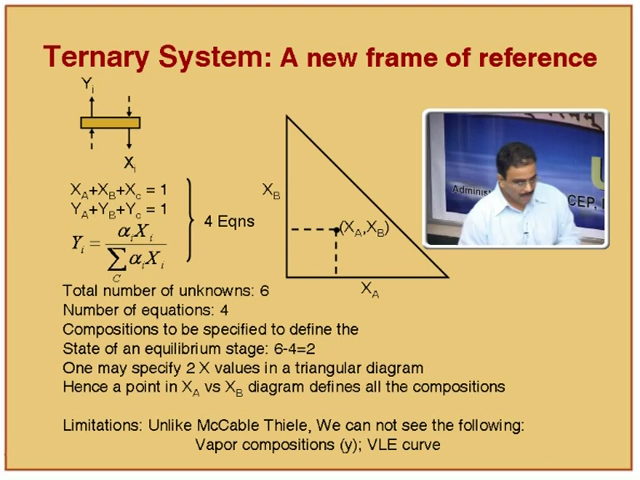 Ternary System: A new frame of reference
Yi
Xi
XA+XB+Xc = 1
YA+YB+Yc = 1
4 Eqns
Yi = αiXi / ∑C αiXi
XB
(XA,XB)
XA
Administ
CEP,
Total number of unknowns: 6
Number of equations: 4
Compositions to be specified to define the
State of an equilibrium stage: 6-4=2
One may specify 2 X values in a triangular diagram
Hence a point in XA vs XB diagram defines all the compositions
Limitations: Unlike McCable Thiele, We can not see the following:
Vapor compositions (y); VLE curve